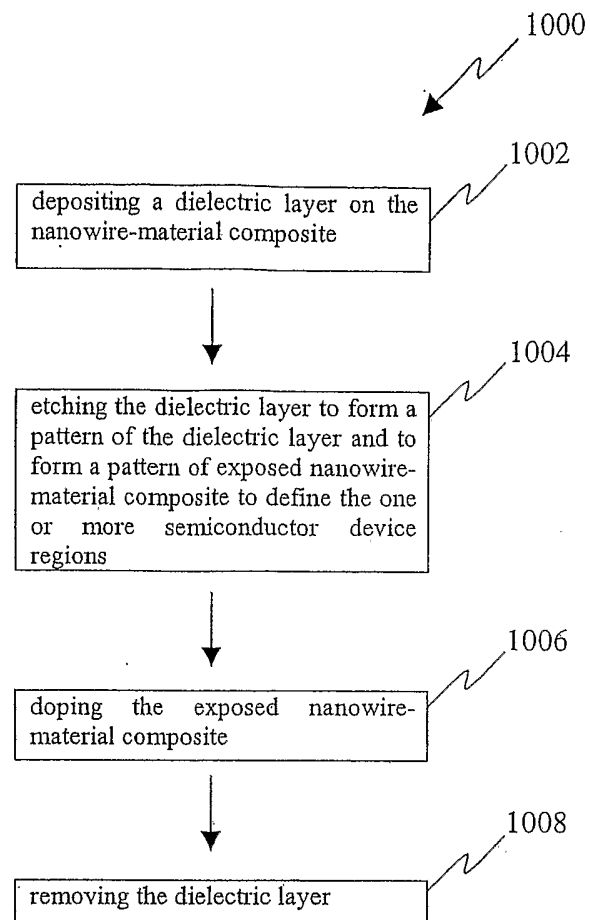 1000
1002
depositing a dielectric layer on the
nanowire-material composite
1004
etching the dielectric layer to form a
pattern of the dielectric layer and to
form a pattern of exposed nanowire-
material composite to define the one
or more semiconductor device
regions
1006
doping the exposed nanowire-
material composite
1008
removing the dielectric layer